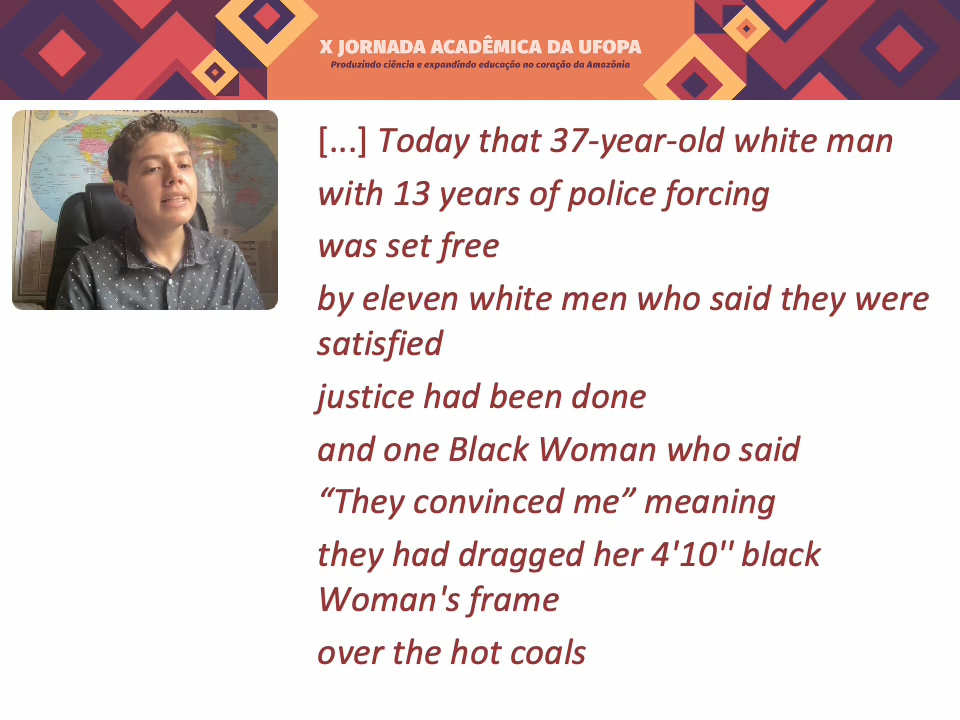 X JORNADA ACADÊMICA DA UFOPA
Produzindo ciência e expandindo educação no coração da Amazônia
[...] Today that 37-year-old white man
with 13 years of police forcing
was set free
by eleven white men who said they were
satisfied
justice had been done
and one Black Woman who said
“They convinced me” meaning
they had dragged her 4'10'' black
Woman's frame
over the hot coals